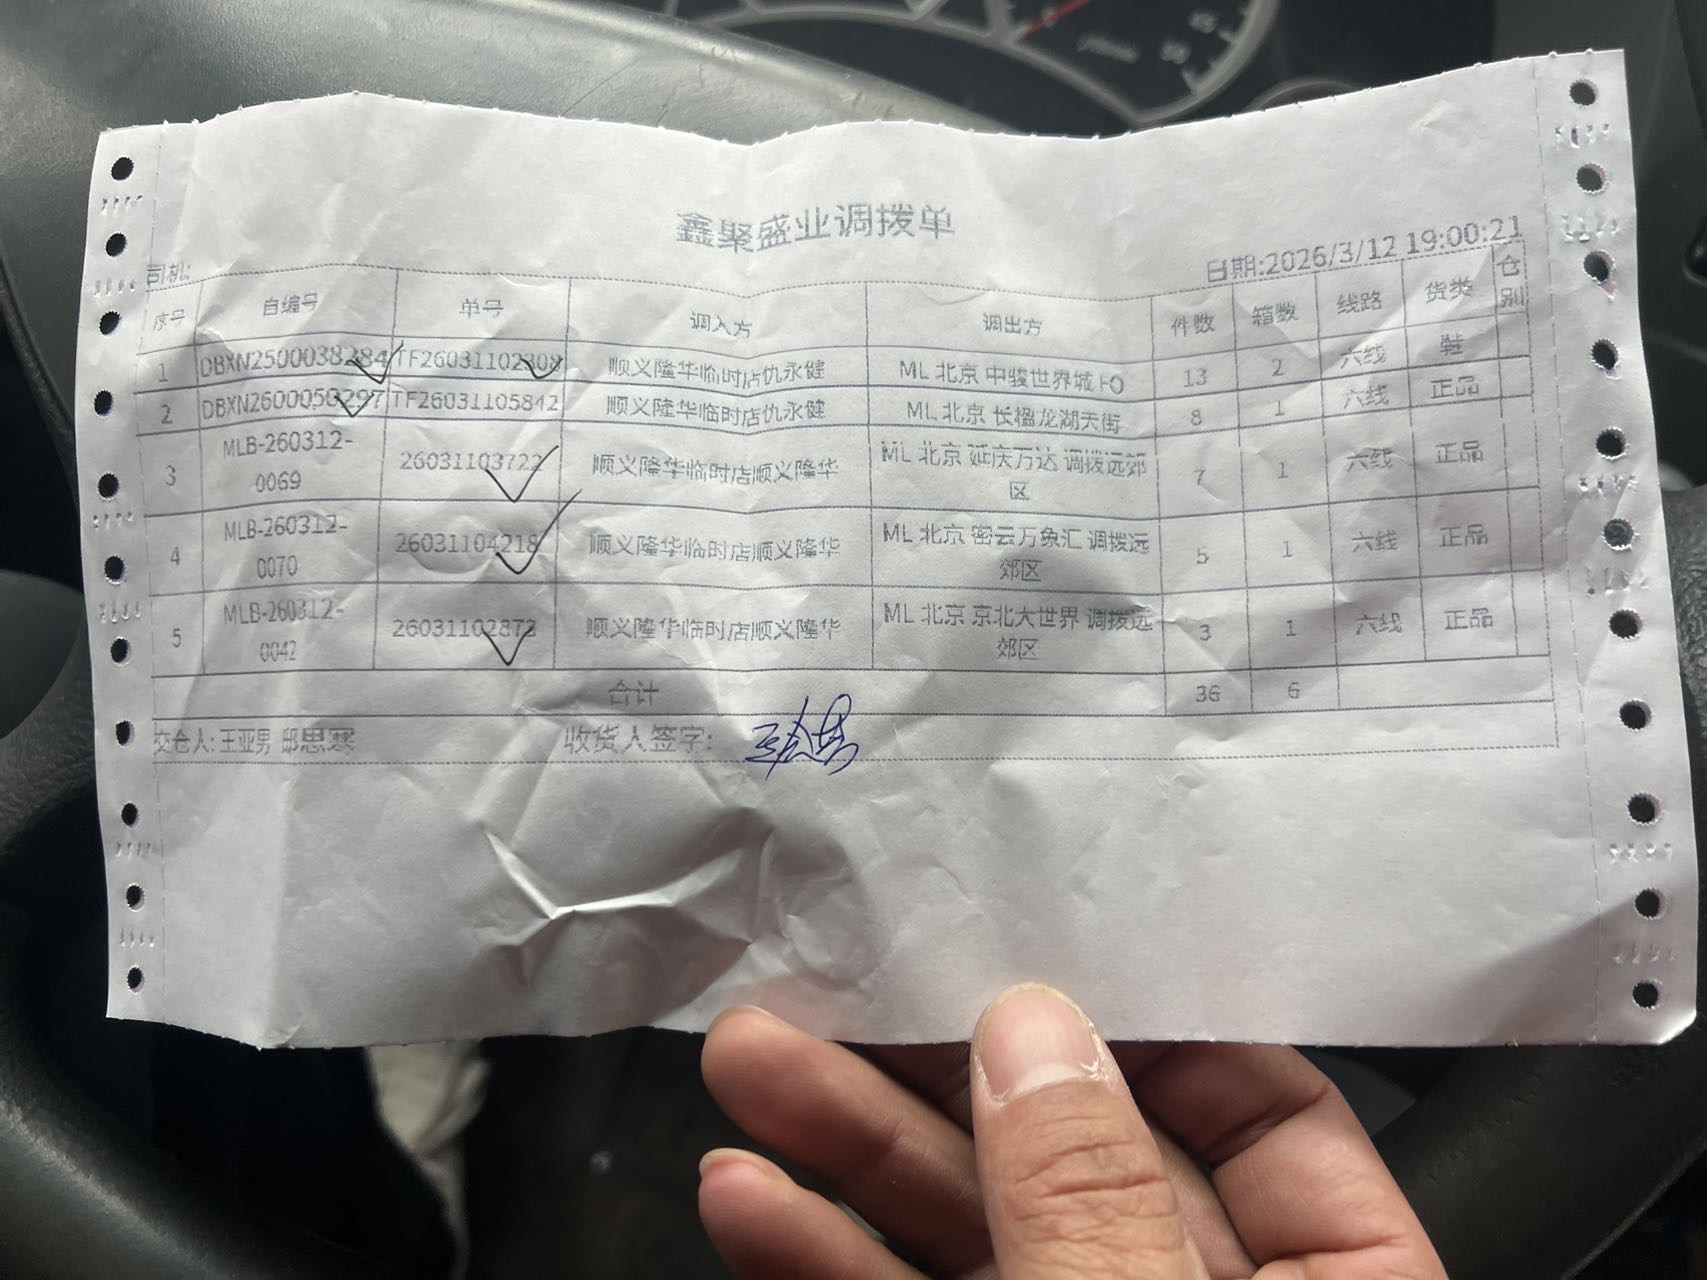 鑫聚盛业调拨单
司机: 日期:2026/3/12 19:00:21
序号 自编号 单号 调入方 调出方 件数 箱数 线路 货类 仓别
1 DBXN2500038284 TF26031102308 顺义隆华临时店仇永健 ML 北京 中骏世界城 FO 13 2 六线 鞋
2 DBXN2600050297 TF26031105842 顺义隆华临时店仇永健 ML 北京 长楹龙湖天街 8 1 六线 正品
3 MLB-260312-0069 26031103722 顺义隆华临时店顺义隆华 ML 北京 延庆万达 调拨远郊区 7 1 六线 正品
4 MLB-260312-0070 26031104218 顺义隆华临时店顺义隆华 ML 北京 密云万象汇 调拨远郊区 5 1 六线 正品
5 MLB-260312-0042 26031102873 顺义隆华临时店顺义隆华 ML 北京 京北大世界 调拨远郊区 3 1 六线 正品
合计 36 6
交仓人: 王亚男 邸思寒 收货人签字: